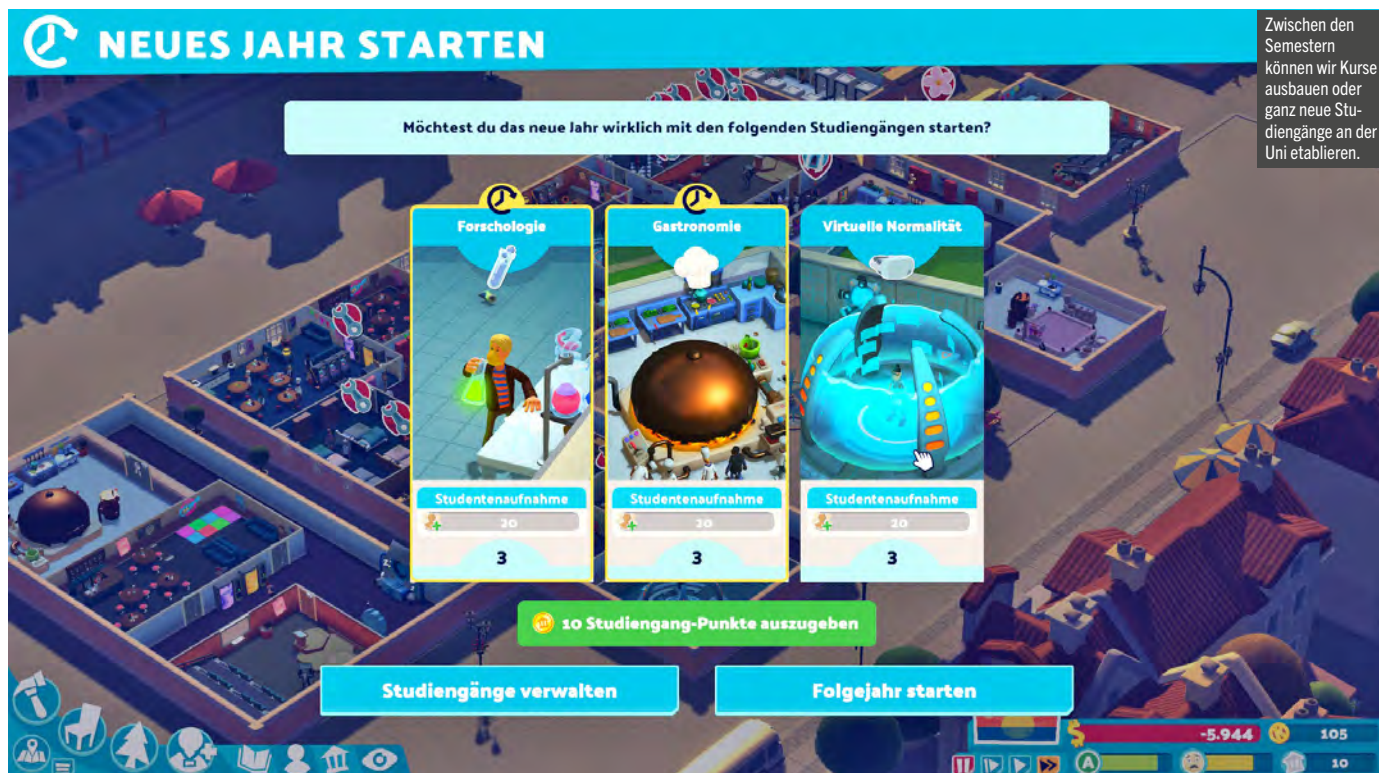 NEUES JAHR STARTEN
Zwischen den
Semestern
können wir Kurse
ausbauen oder
ganz neue Stu-
diengänge an der
Uni etablieren.
Möchtest du das neue Jahr wirklich mit den folgenden Studiengängen starten?
Forschologie
Gastronomie
Virtuelle Normalität
Studentenaufnahme
20
3
Studentenaufnahme
20
3
Studentenaufnahme
20
3
10 Studiengang-Punkte auszugeben
Studiengänge verwalten
Folgejahr starten
$
-5.944
105
A
10